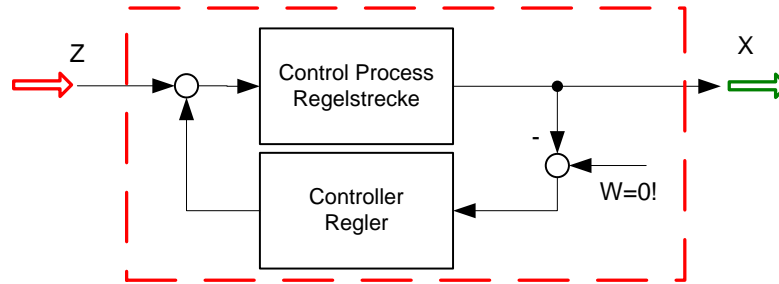 Z
X
Control Process
Regelstrecke
-
Controller
Regler
W=0!